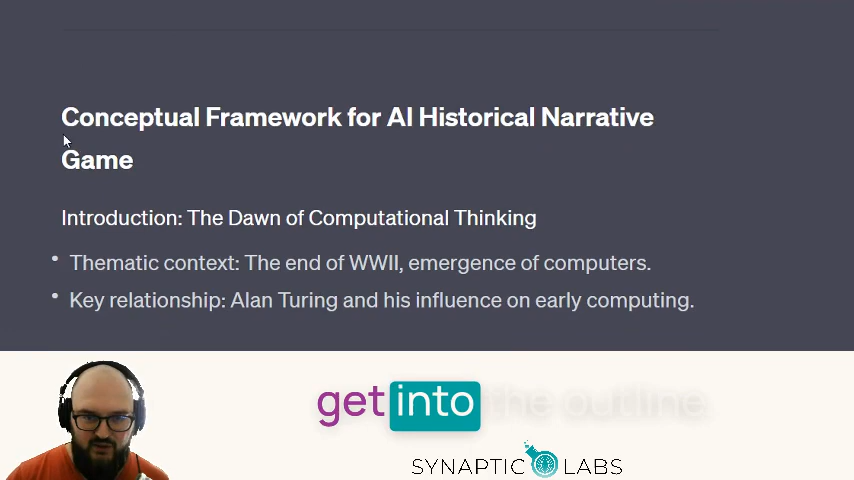 Conceptual Framework for AI Historical Narrative
Game
Introduction: The Dawn of Computational Thinking
• Thematic context: The end of WWII, emergence of computers.
• Key relationship: Alan Turing and his influence on early computing.
get into the outline
SYNAPTIC LABS